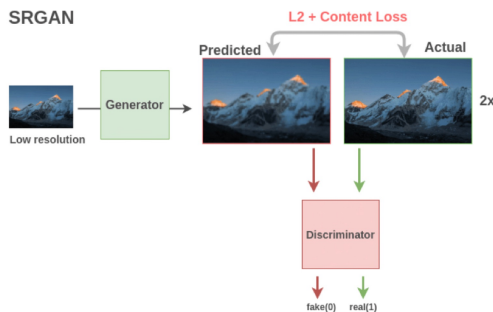 SRGAN
L2 + Content Loss
Predicted
Actual
Generator
2x
Low resolution
Discriminator
fake(0)
real(1)